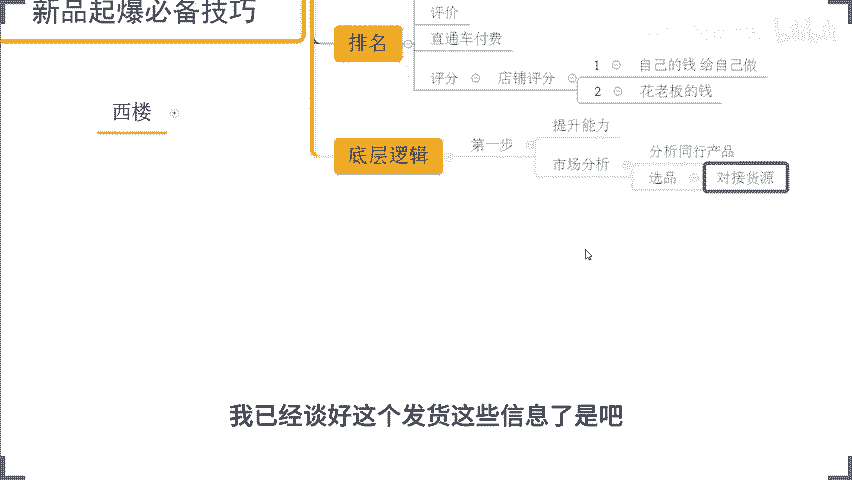 新品起爆必备技巧
评价
排名
直通车付费
评分
店铺评分
1 自己的钱 给自己做
2 花老板的钱
西楼
底层逻辑
第一步
提升能力
市场分析
分析同行产品
选品
对接货源
我已经谈好这个发货这些信息了是吧